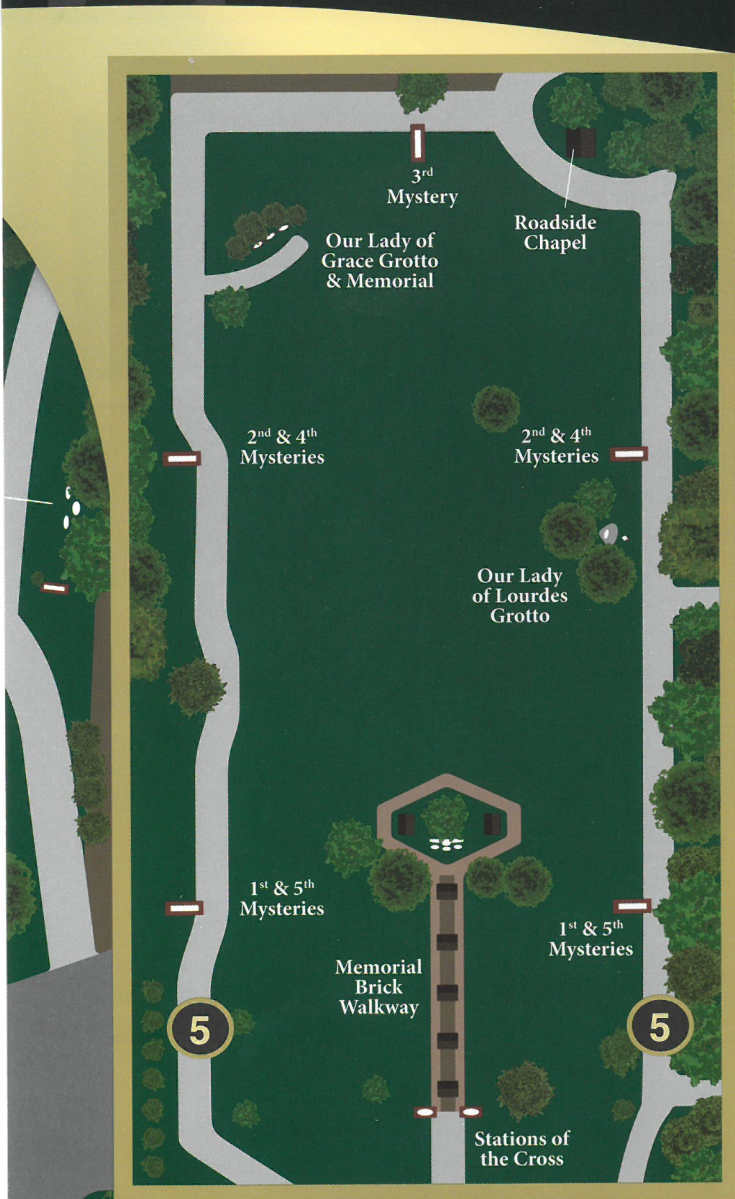 3rd
Mystery
Roadside
Chapel
Our Lady of
Grace Grotto
& Memorial
2nd & 4th
Mysteries
2nd & 4th
Mysteries
Our Lady
of Lourdes
Grotto
1st & 5th
Mysteries
1st & 5th
Mysteries
Memorial
Brick
Walkway
5
5
Stations of
the Cross